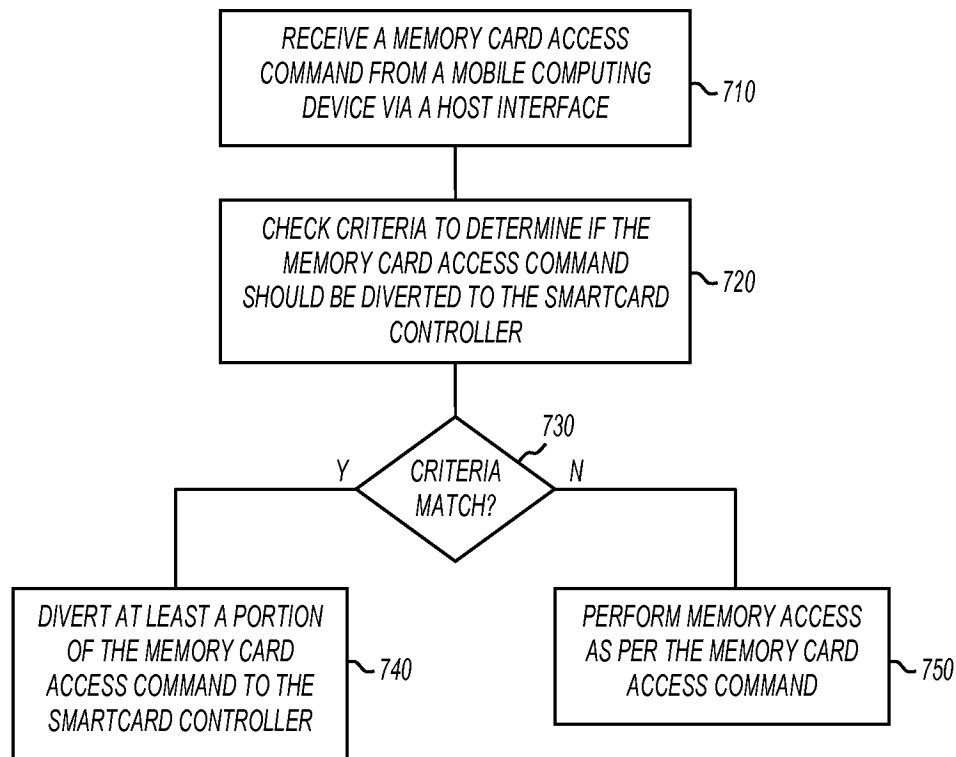 RECEIVE A MEMORY CARD ACCESS
COMMAND FROM A MOBILE COMPUTING
DEVICE VIA A HOST INTERFACE
710
CHECK CRITERIA TO DETERMINE IF THE
MEMORY CARD ACCESS COMMAND
SHOULD BE DIVERTED TO THE SMARTCARD
CONTROLLER
720
730
Y
CRITERIA
MATCH?
N
DIVERT AT LEAST A PORTION
OF THE MEMORY CARD
ACCESS COMMAND TO THE
SMARTCARD CONTROLLER
740
PERFORM MEMORY ACCESS
AS PER THE MEMORY CARD
ACCESS COMMAND
750